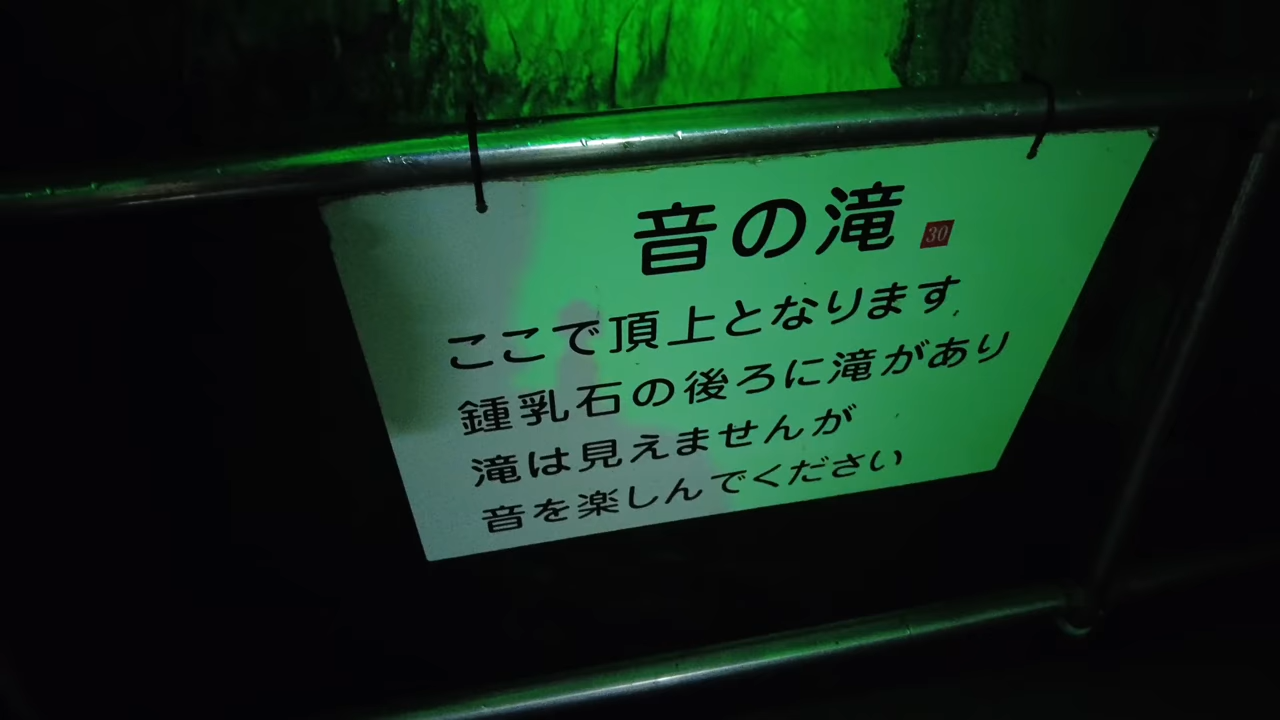 音の滝 30
ここで頂上となります。
鍾乳石の後ろに滝があり
滝は見えませんが
音を楽しんでください